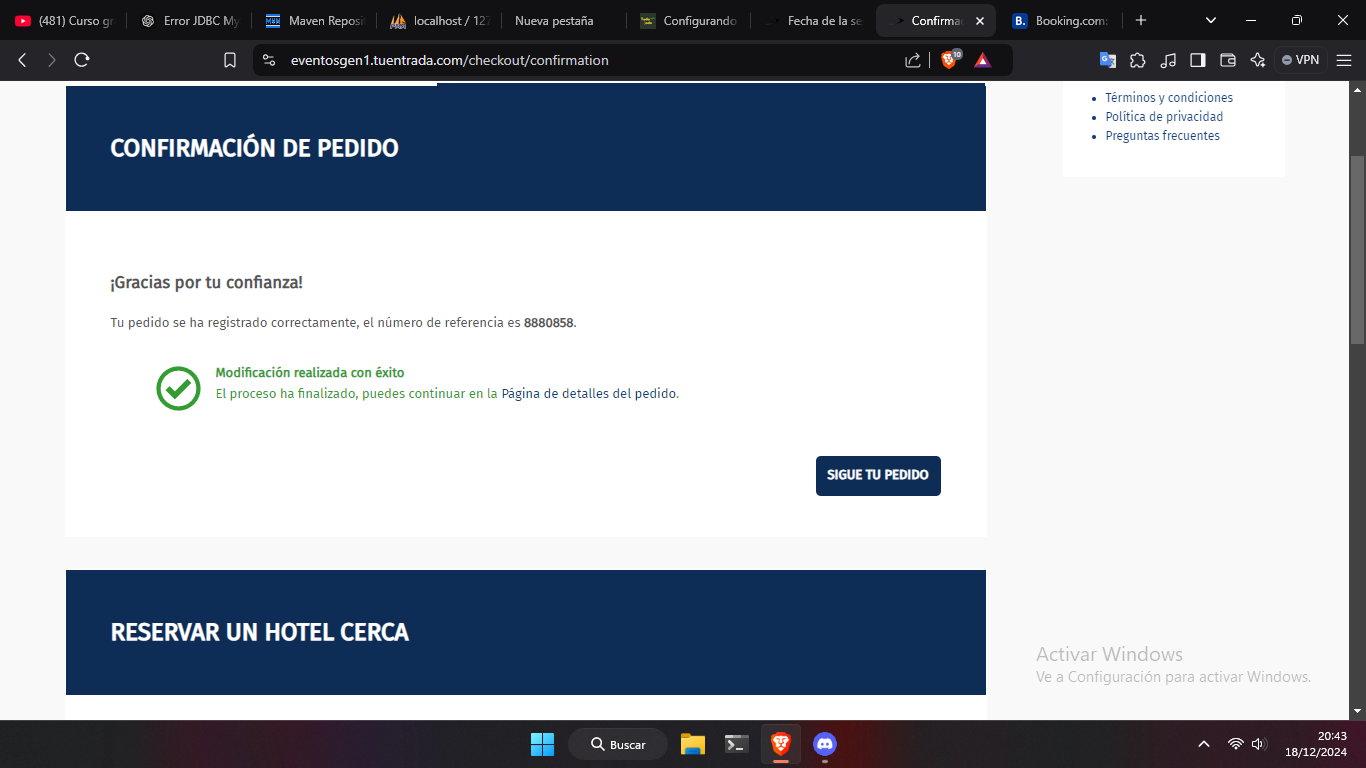 (481) Curso gr
Error JDBC My
Maven Reposi
localhost / 127
Nueva pestaña
Configurando
Fecha de la se
Confirma
Booking.com:
eventosgen1.tuentrada.com/checkout/confirmation
10
VPN
Términos y condiciones
Política de privacidad
Preguntas frecuentes
CONFIRMACIÓN DE PEDIDO
¡Gracias por tu confianza!
Tu pedido se ha registrado correctamente, el número de referencia es 8880858.
Modificación realizada con éxito
El proceso ha finalizado, puedes continuar en la Página de detalles del pedido.
SIGUE TU PEDIDO
RESERVAR UN HOTEL CERCA
Activar Windows
Ve a Configuración para activar Windows.
Buscar
20:43
18/12/2024